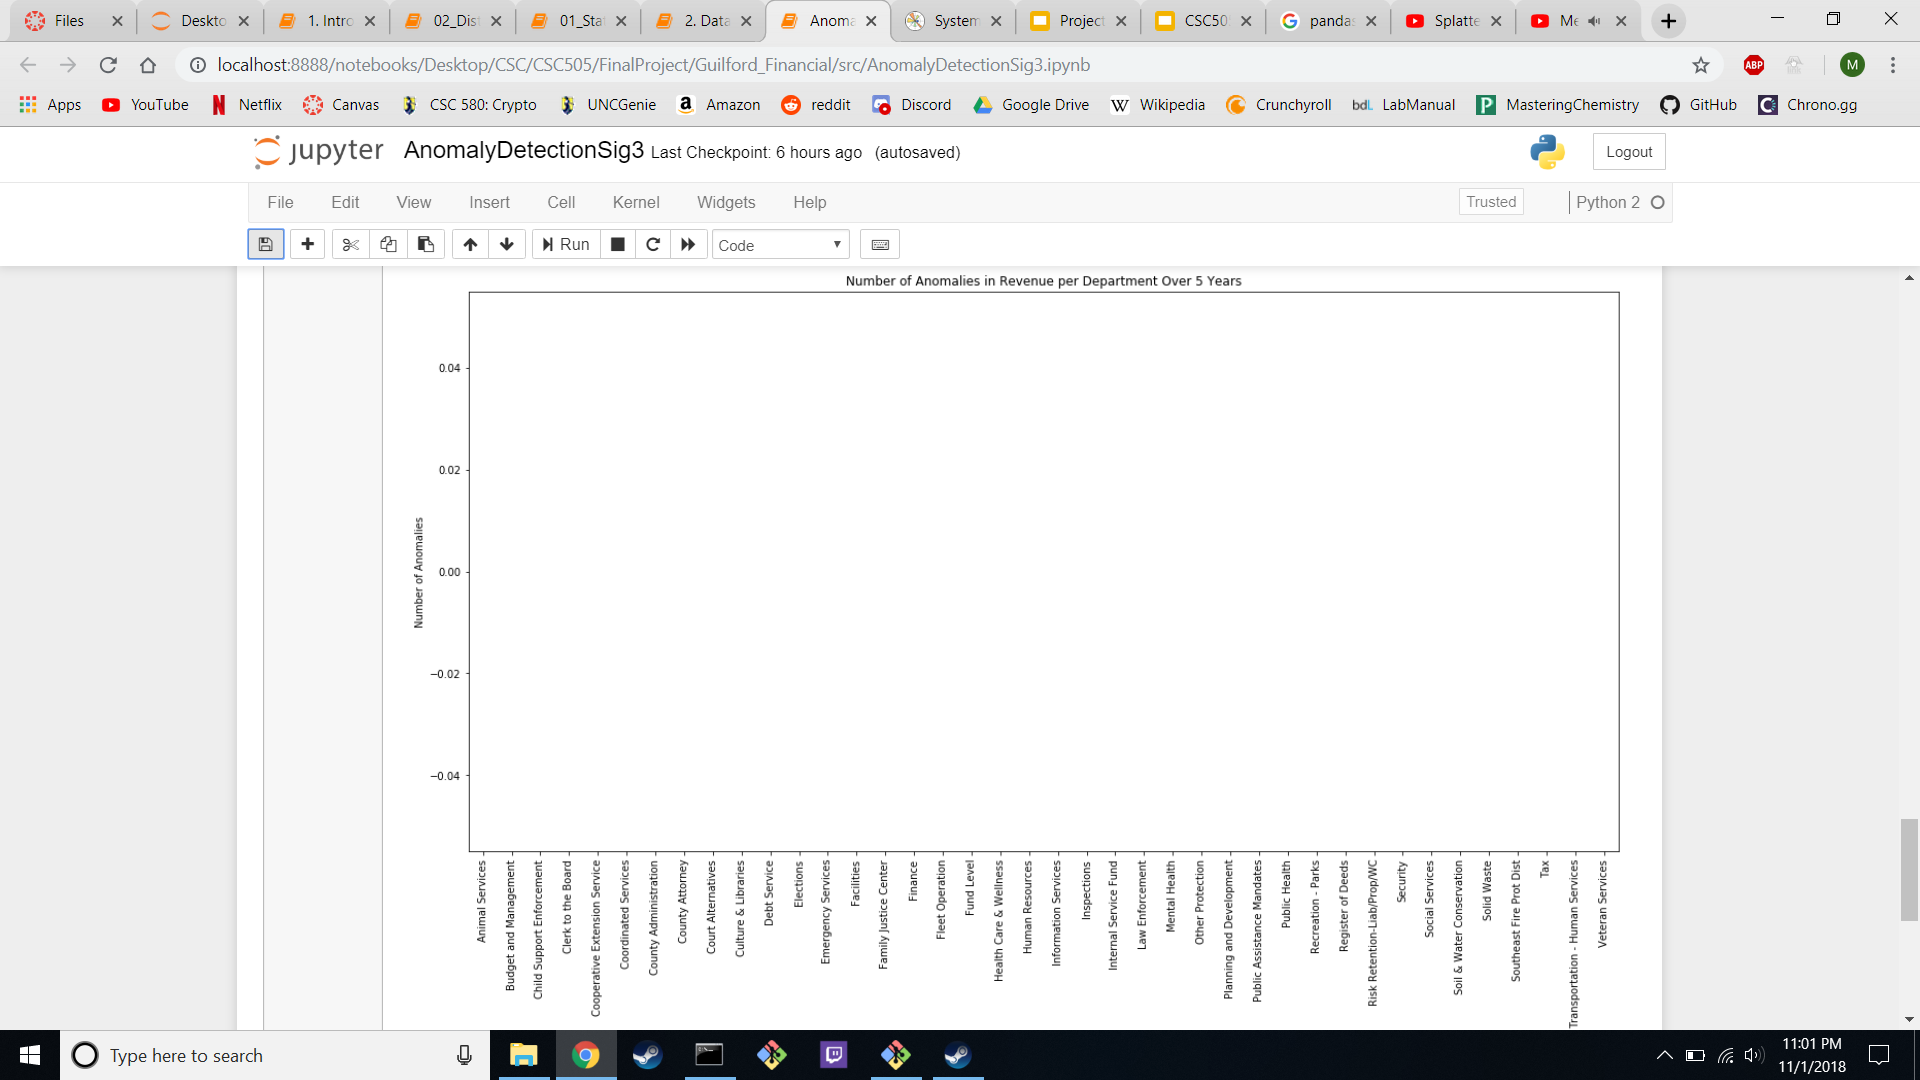 Files
Deskto
1. Intro
02_Dist
01_Stat
2. Data
Anoma
System
Project
CSC50
pandas
Splatte
Me
localhost:8888/notebooks/Desktop/CSC/CSC505/FinalProject/Guilford_Financial/src/AnomalyDetectionSig3.ipynb
ABP
M
Apps
YouTube
Netflix
Canvas
CSC 580: Crypto
UNCGenie
Amazon
reddit
Discord
Google Drive
Wikipedia
Crunchyroll
bdL LabManual
MasteringChemistry
GitHub
Chrono.gg
jupyter AnomalyDetectionSig3 Last Checkpoint: 6 hours ago (autosaved)
Logout
File Edit View Insert Cell Kernel Widgets Help
Trusted
Python 2
Run
Code
Number of Anomalies in Revenue per Department Over 5 Years
0.04
0.02
0.00
−0.02
−0.04
Number of Anomalies
Animal Services
Budget and Management
Child Support Enforcement
Clerk to the Board
Cooperative Extension Service
Coordinated Services
County Administration
County Attorney
Court Alternatives
Culture & Libraries
Debt Service
Elections
Emergency Services
Facilities
Family Justice Center
Finance
Fleet Operation
Fund Level
Health Care & Wellness
Human Resources
Information Services
Inspections
Internal Service Fund
Law Enforcement
Mental Health
Other Protection
Planning and Development
Public Assistance Mandates
Public Health
Recreation - Parks
Register of Deeds
Risk Retention-Liab/Prop/WC
Security
Social Services
Soil & Water Conservation
Solid Waste
Southeast Fire Prot Dist
Tax
Transportation - Human Services
Veteran Services
Type here to search
11:01 PM
11/1/2018